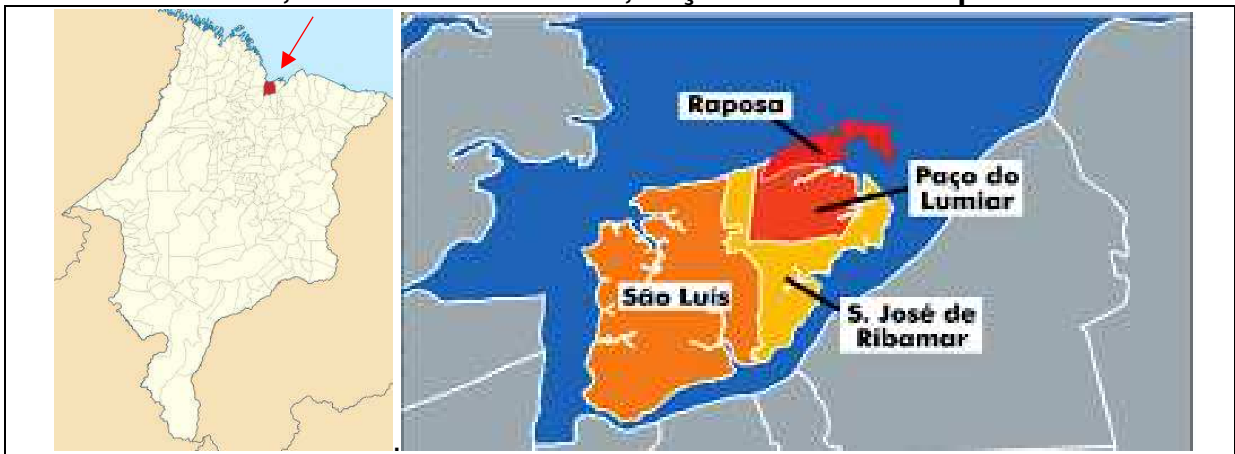 Raposa
Paço do
Lumiar
São Luís
S. José de
Ribamar